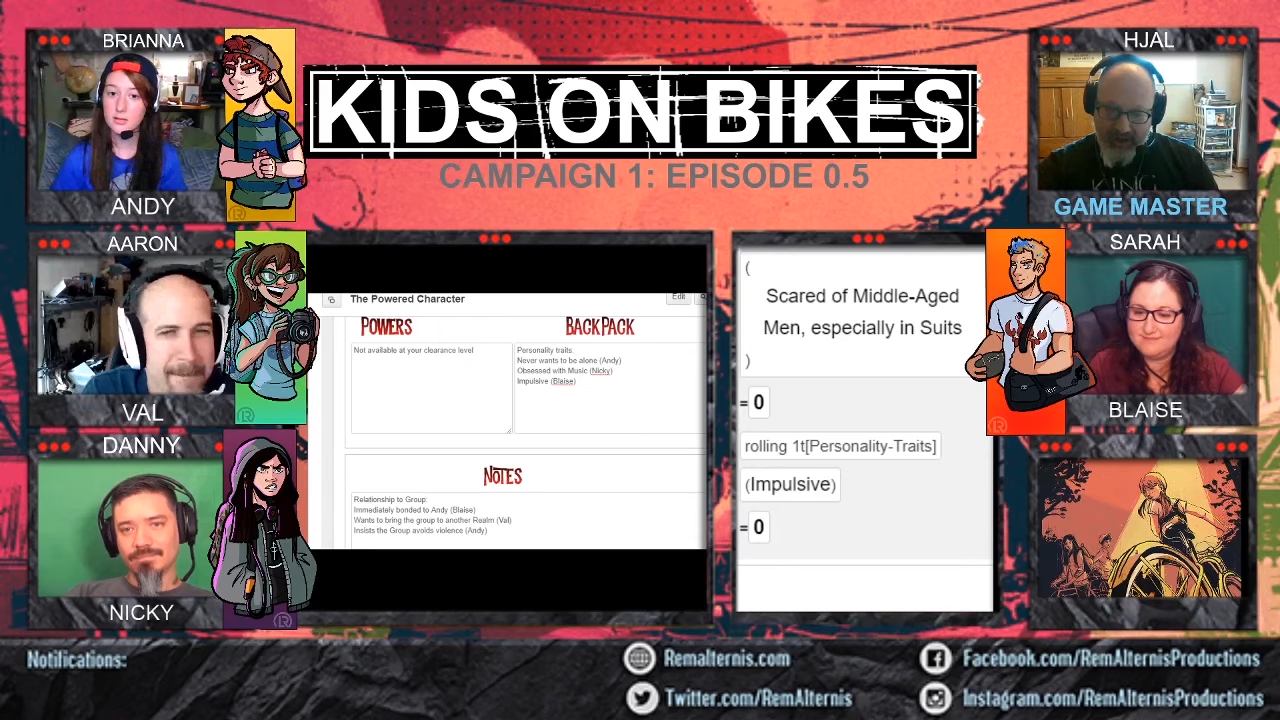 BRIANNA
ANDY
KIDS ON BIKES
CAMPAIGN 1: EPISODE 0.5
HJAL
GAME MASTER
AARON
VAL
The Powered Character
Edit
POWERS
BACKPACK
Not available at your clearance level
Personality traits:
Never wants to be alone (Andy)
Obsessed with Music (Nicky)
Impulsive (Blaise)
NOTES
Relationship to Group:
Immediately bonded to Andy (Blaise)
Wants to bring the group to another Realm (Val)
Insists the Group avoids violence (Andy)
(
Scared of Middle-Aged
Men, especially in Suits
)
= 0
rolling 1t[Personality-Traits]
(Impulsive)
= 0
SARAH
BLAISE
DANNY
NICKY
Notifications:
Remalternis.com
Twitter.com/RemAlternis
Facebook.com/RemAlternisProductions
Instagram.com/RemAlternisProductions